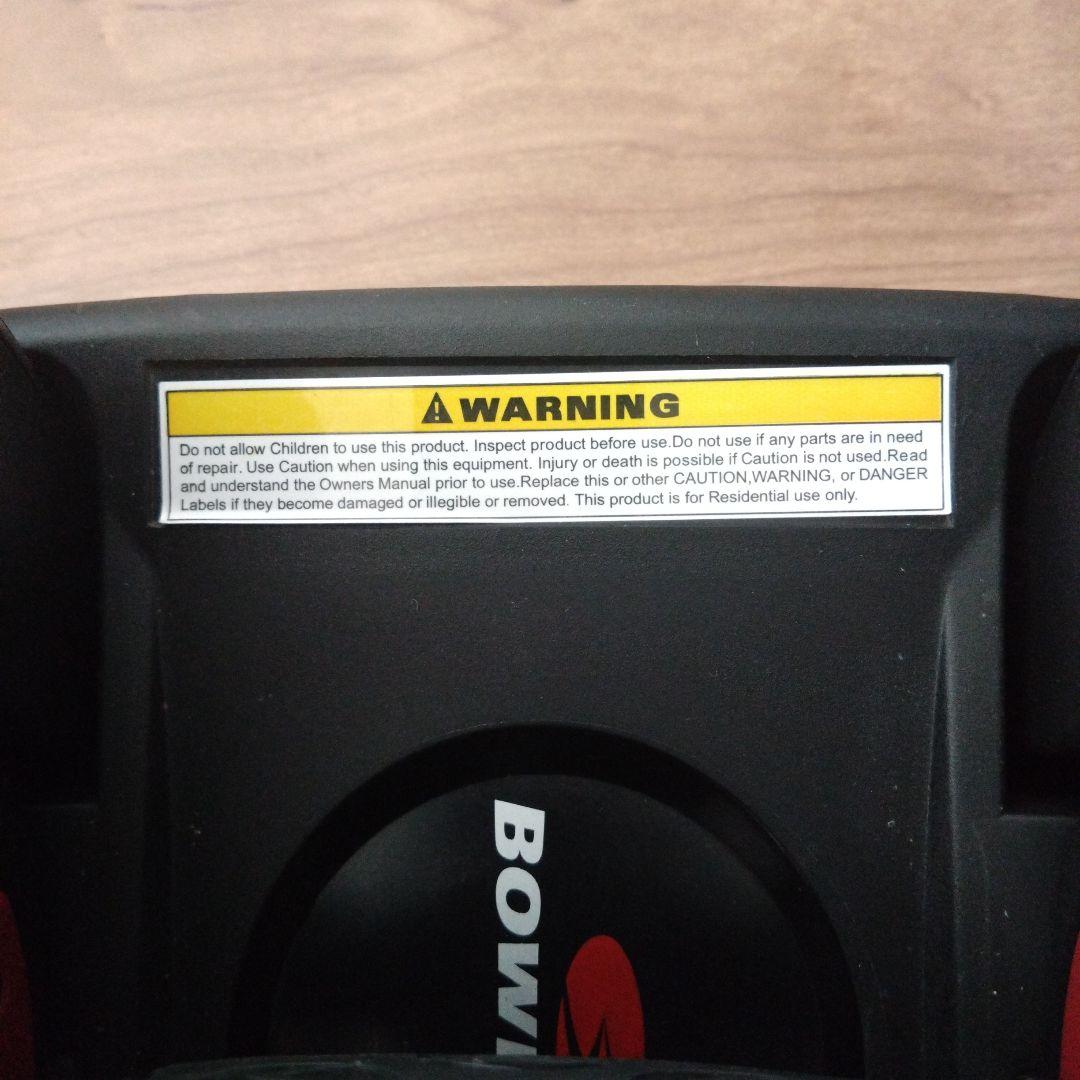 WARNING
Do not allow Children to use this product. Inspect product before use.Do not use if any parts are in need
of repair. Use Caution when using this equipment. Injury or death is possible if Caution is not used.Read
and understand the Owners Manual prior to use.Replace this or other CAUTION,WARNING, or DANGER
Labels if they become damaged or illegible or removed. This product is for Residential use only.
BOW